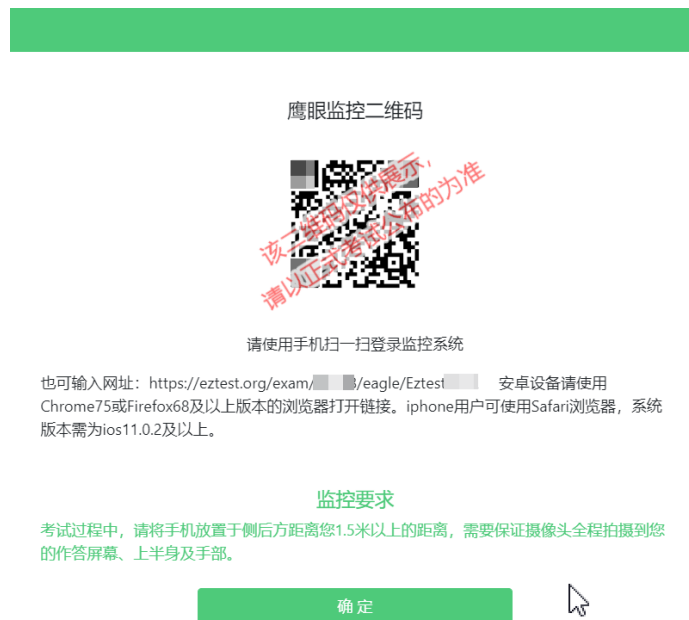 鹰眼监控二维码
该二维码仅供展示，
请以正式考试公布的为准
请使用手机扫一扫登录监控系统
也可输入网址：https://eztest.org/exam/ /eagle/Eztest 安卓设备请使用
Chrome75或Firefox68及以上版本的浏览器打开链接。iphone用户可使用Safari浏览器，系统
版本需为ios11.0.2及以上。
监控要求
考试过程中，请将手机放置于侧后方距离您1.5米以上的距离，需要保证摄像头全程拍摄到您
的作答屏幕、上半身及手部。
确定